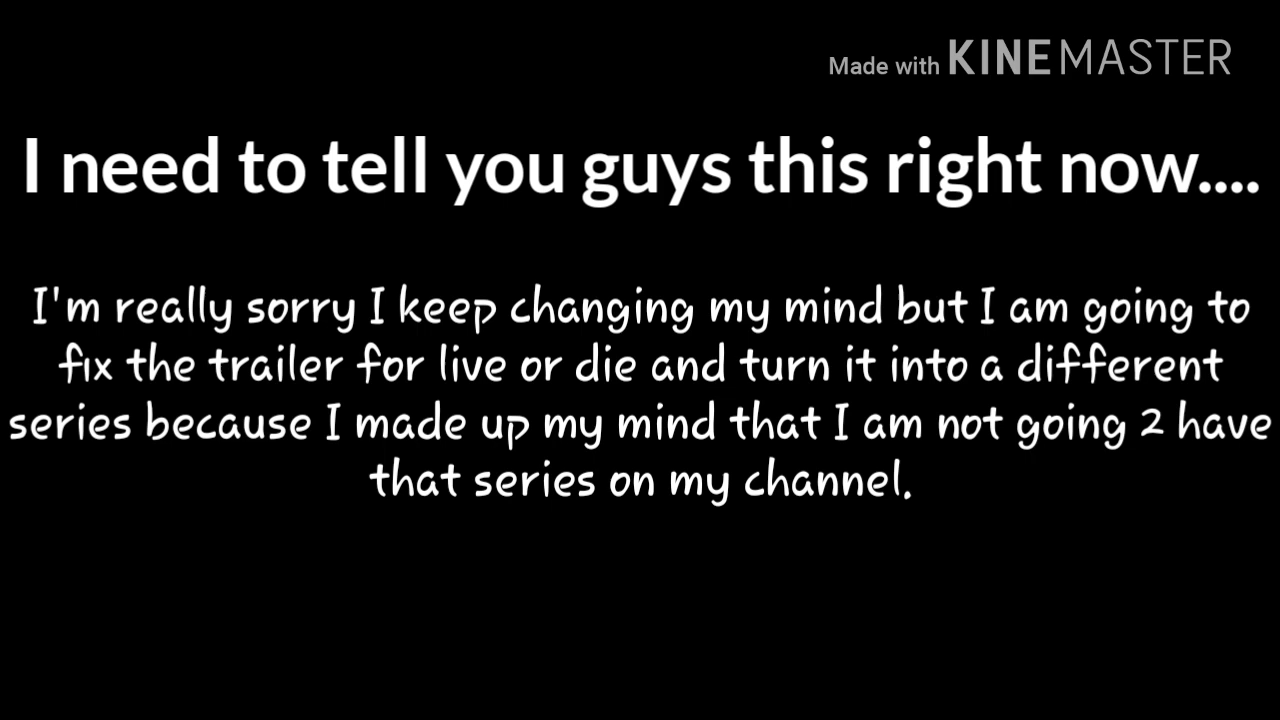 Made with KINEMASTER
I need to tell you guys this right now....
I'm really sorry I keep changing my mind but I am going to
fix the trailer for live or die and turn it into a different
series because I made up my mind that I am not going 2 have
that series on my channel.